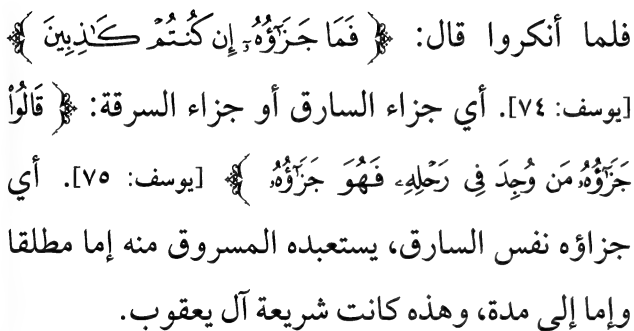 فلما أنكروا قال: ﴿ فَمَا جَزَٰٓؤُهُۥٓ إِن كُنتُمۡ كَٰذِبِينَ ﴾
[يوسف: ٧٤]. أي جزاء السارق أو جزاء السرقة: ﴿ قَالُواْ
جَزَٰٓؤُهُۥ مَن وُجِدَ فِي رَحۡلِهِۦ فَهُوَ جَزَٰٓؤُهُۥ ﴾ [يوسف: ٧٥]. أي
جزاؤه نفس السارق، يستعبده المسروق منه إما مطلقا
وإما إلى مدة، وهذه كانت شريعة آل يعقوب.